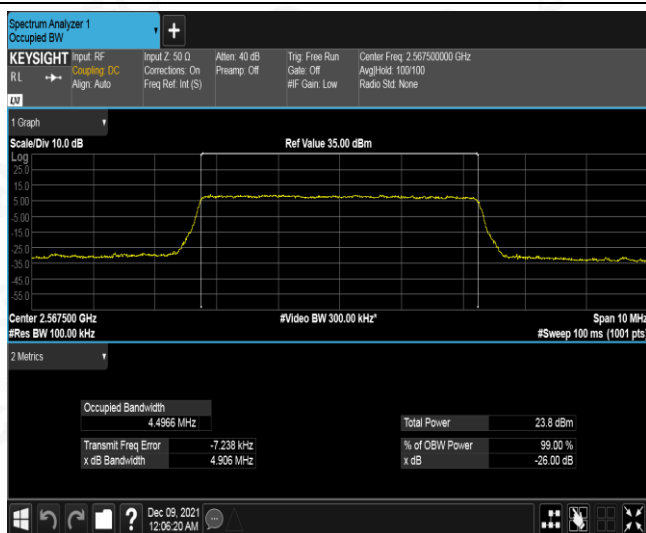 Spectrum Analyzer 1
Occupied BW
+
KEYSIGHT Input: RF Input Z: 50 Ω Atten: 40 dB Trig: Free Run Center Freq: 2.567500000 GHz
RL Coupling: DC Corrections: On Preamp: Off Gate: Off Avg|Hold: 100/100
Align: Auto Freq Ref: Int (S) #IF Gain: Low Radio Std: None
LXI
1 Graph
Scale/Div 10.0 dB Ref Value 35.00 dBm
Log
25.0
15.0
5.00
-5.00
-15.0
-25.0
-35.0
-45.0
-55.0
Center 2.567500 GHz #Video BW 300.00 kHz* Span 10 MHz
#Res BW 100.00 kHz #Sweep 100 ms (1001 pts)
2 Metrics
Occupied Bandwidth
4.4966 MHz Total Power 23.8 dBm
Transmit Freq Error -7.238 kHz % of OBW Power 99.00 %
x dB Bandwidth 4.906 MHz x dB -26.00 dB
? Dec 09, 2021
12:06:20 AM